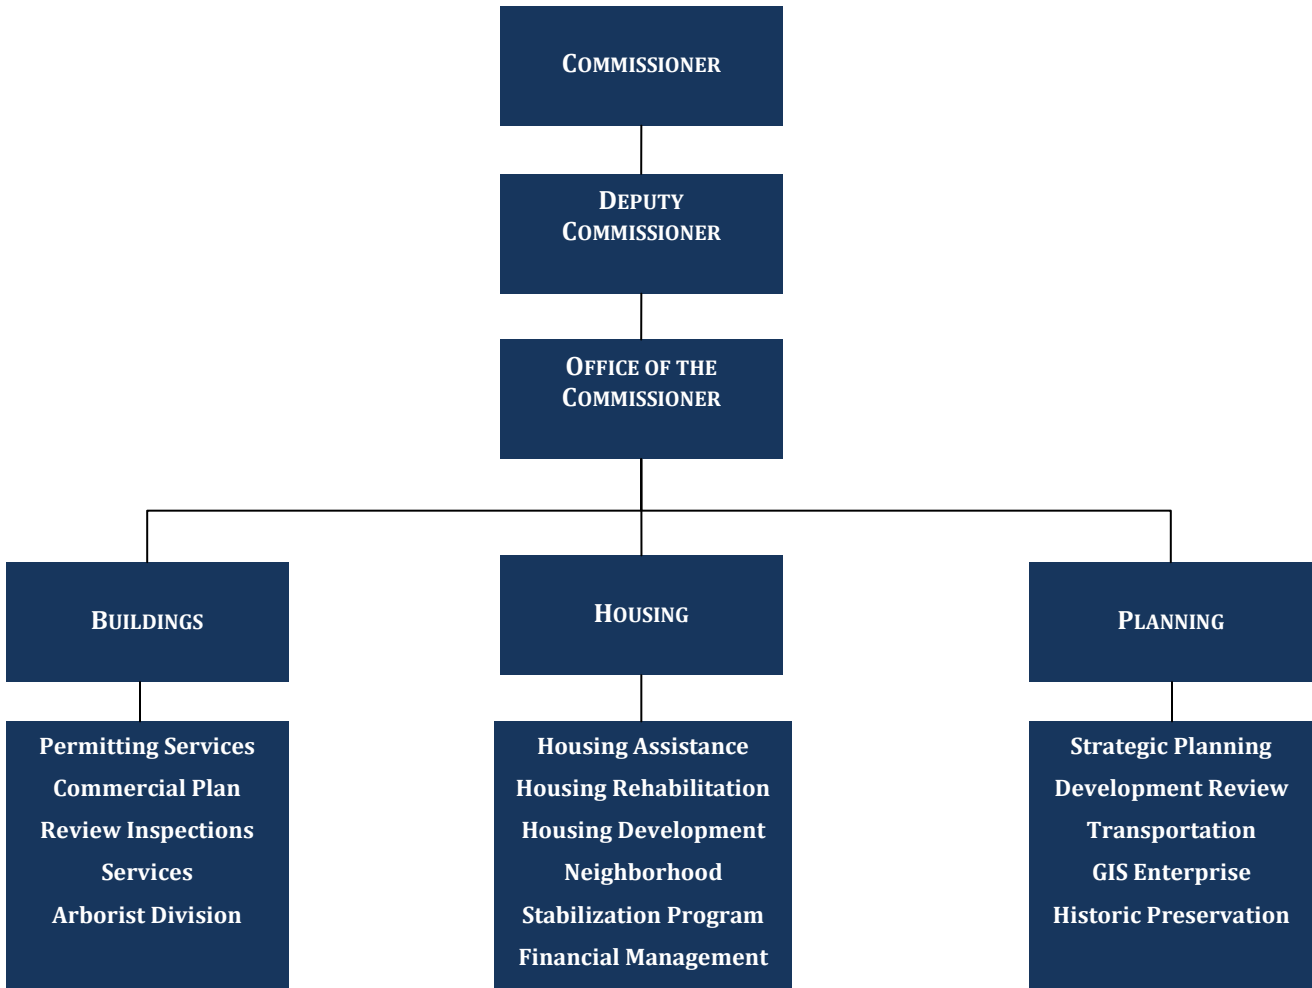 COMMISSIONER
DEPUTY
COMMISSIONER
OFFICE OF THE
COMMISSIONER
BUILDINGS
HOUSING
PLANNING
Permitting Services
Commercial Plan
Review Inspections
Services
Arborist Division
Housing Assistance
Housing Rehabilitation
Housing Development
Neighborhood
Stabilization Program
Financial Management
Strategic Planning
Development Review
Transportation
GIS Enterprise
Historic Preservation